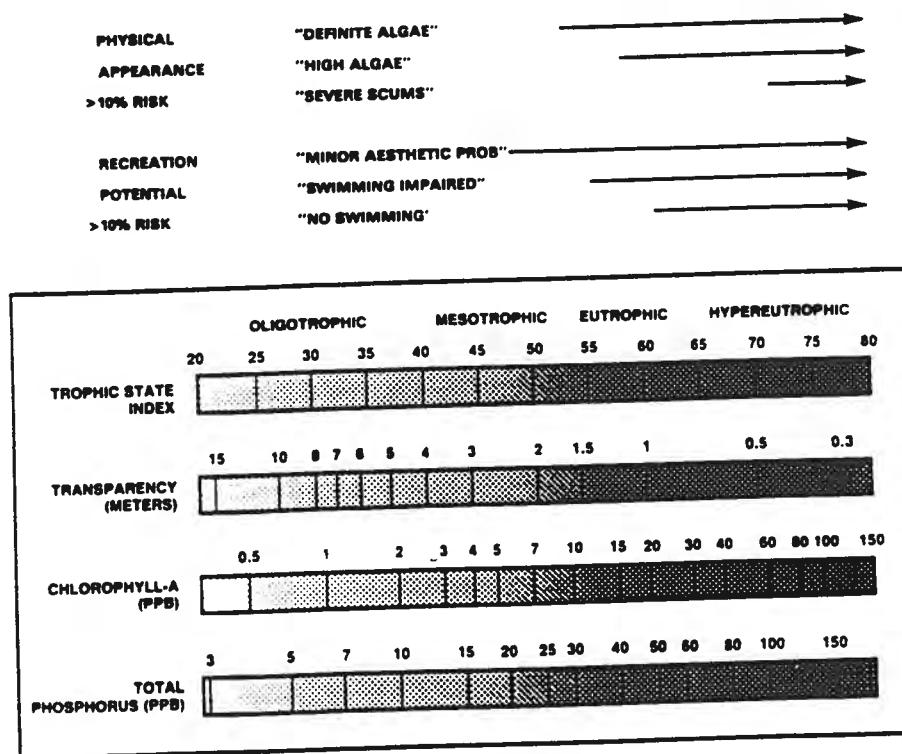 PHYSICAL "DEFINITE ALGAE"
APPEARANCE "HIGH ALGAE"
>10% RISK "SEVERE SCUMS"
RECREATION "MINOR AESTHETIC PROB"
POTENTIAL "SWIMMING IMPAIRED"
>10% RISK "NO SWIMMING'
OLIGOTROPHIC MESOTROPHIC EUTROPHIC HYPEREUTROPHIC
20 25 30 35 40 45 50 55 60 65 70 75 80
TROPHIC STATE
INDEX
15 10 8 7 6 5 4 3 2 1.5 1 0.5 0.3
TRANSPARENCY
(METERS)
0.5 1 2 3 4 5 7 10 15 20 30 40 60 80 100 150
CHLOROPHYLL-A
(PPB)
3 5 7 10 15 20 25 30 40 50 60 80 100 150
TOTAL
PHOSPHORUS (PPB)